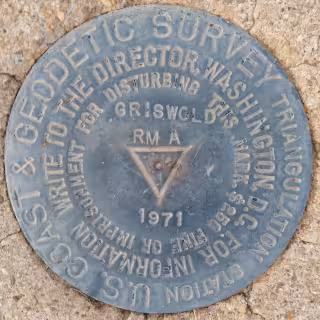 U.S. COAST & GEODETIC SURVEY
TRIANGULATION STATION
WRITE TO THE DIRECTOR, WASHINGTON, D.C. FOR INFORMATION
$250 FINE OR IMPRISONMENT FOR DISTURBING THIS MARK.
GRISWOLD
RM A
1971